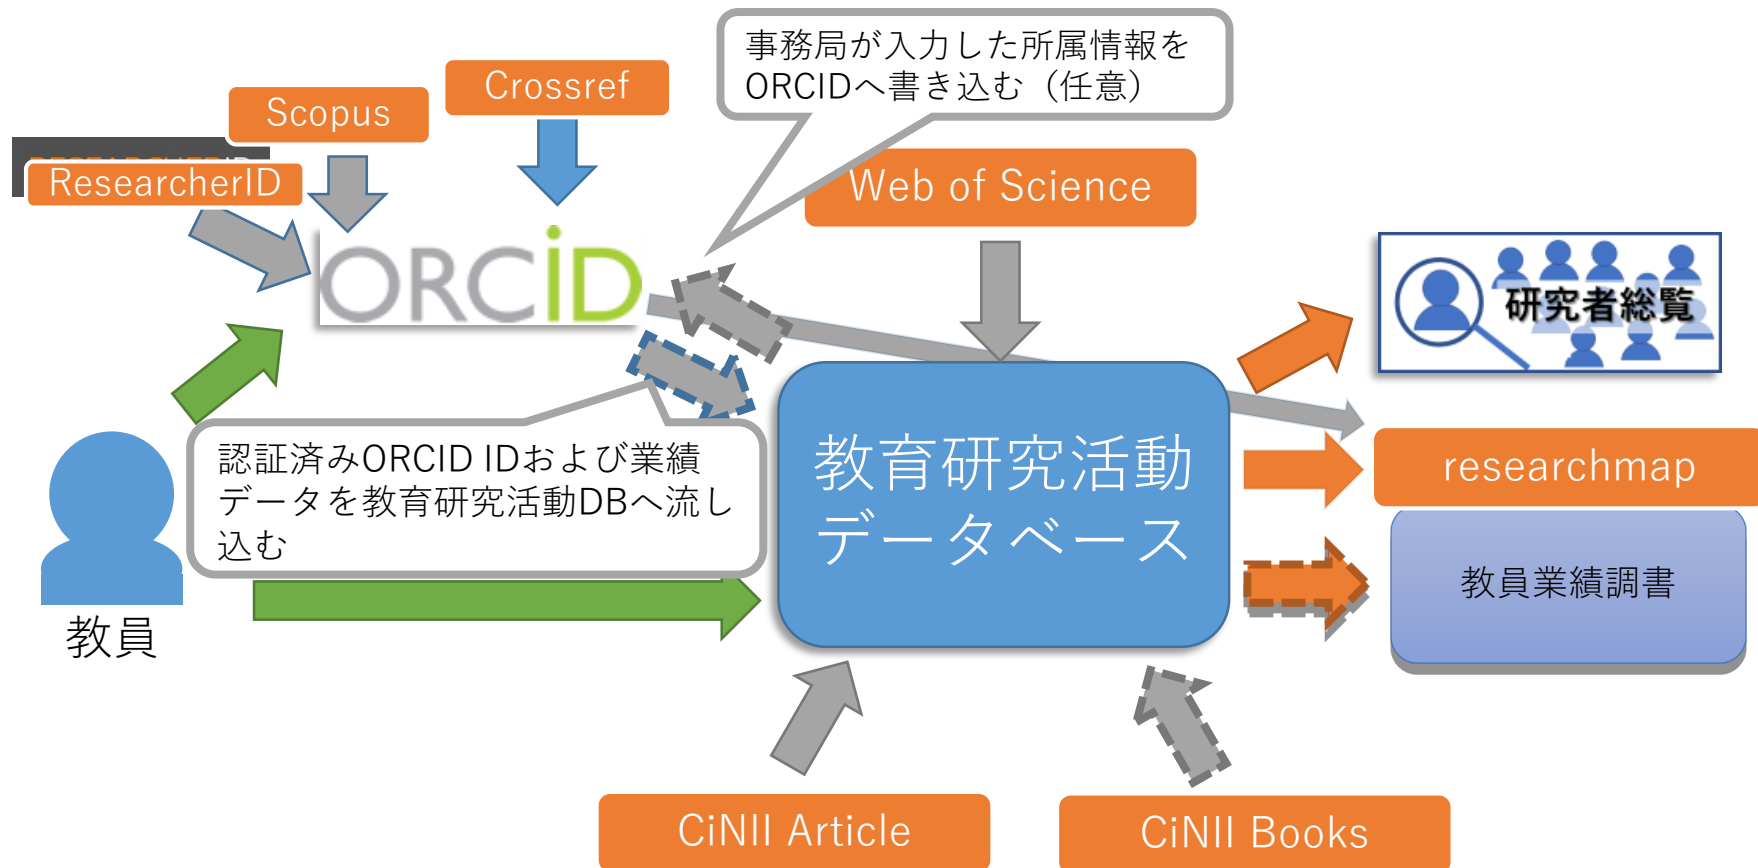 事務局が入力した所属情報を
ORCIDへ書き込む（任意）
Crossref
Scopus
ResearcherID
Web of Science
ORCiD
研究者総覧
認証済みORCID IDおよび業績
データを教育研究活動DBへ流し
込む
教育研究活動
データベース
researchmap
教員業績調書
教員
CiNII Article
CiNII Books